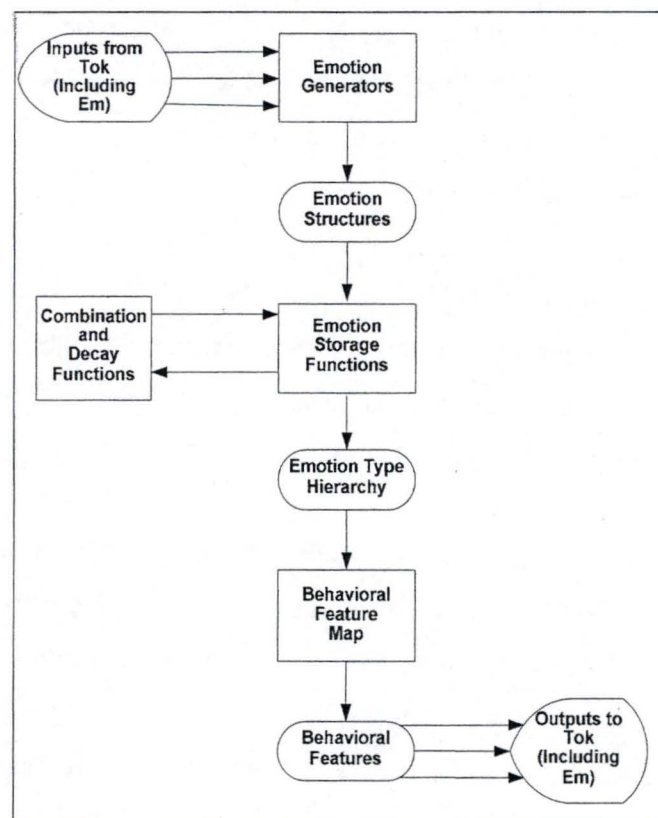 Inputs from
Tok
(Including
Em)
Emotion
Generators
Emotion
Structures
Combination
and
Decay
Functions
Emotion
Storage
Functions
Emotion Type
Hierarchy
Behavioral
Feature
Map
Behavioral
Features
Outputs to
Tok
(Including
Em)